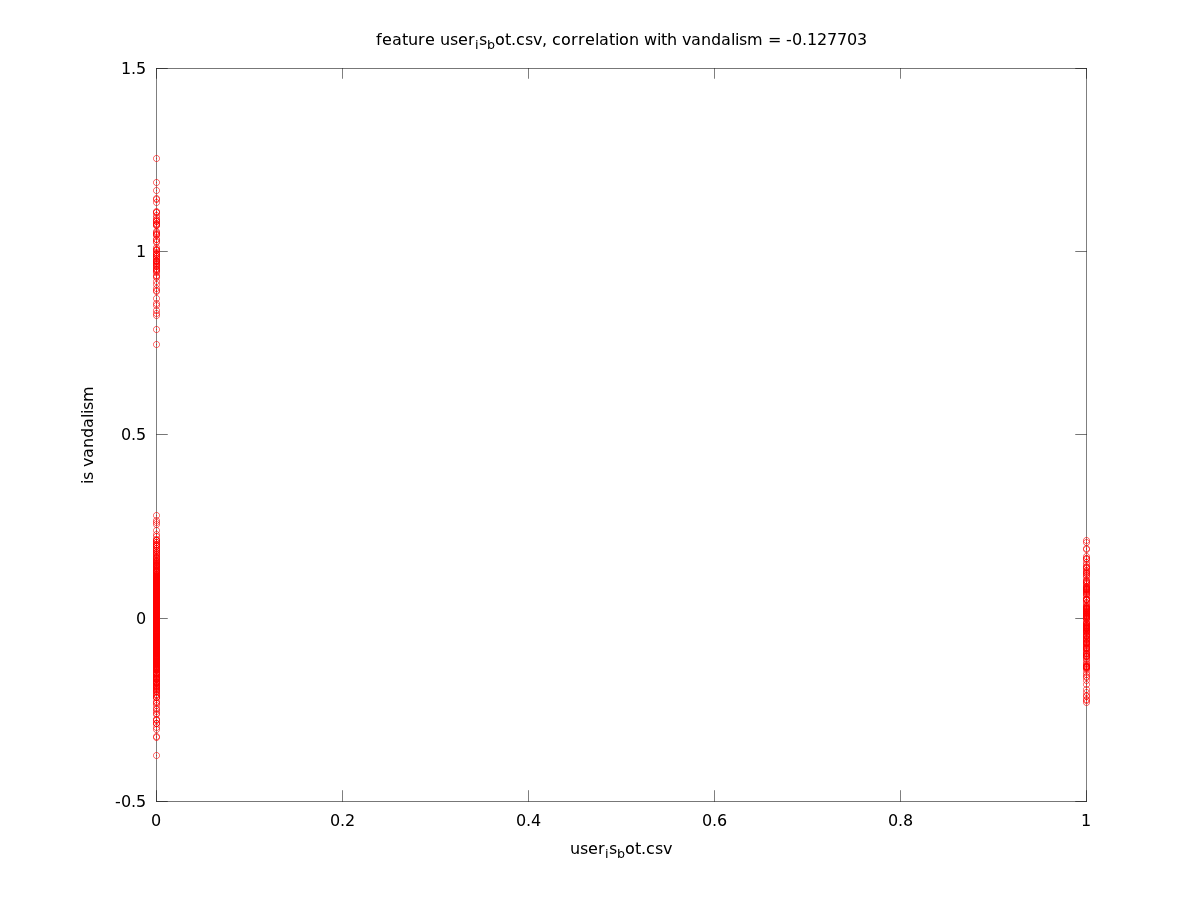 feature user_is_bot.csv, correlation with vandalism = -0.127703
1.5
1
0.5
0
-0.5
is vandalism
0 0.2 0.4 0.6 0.8 1
user_is_bot.csv